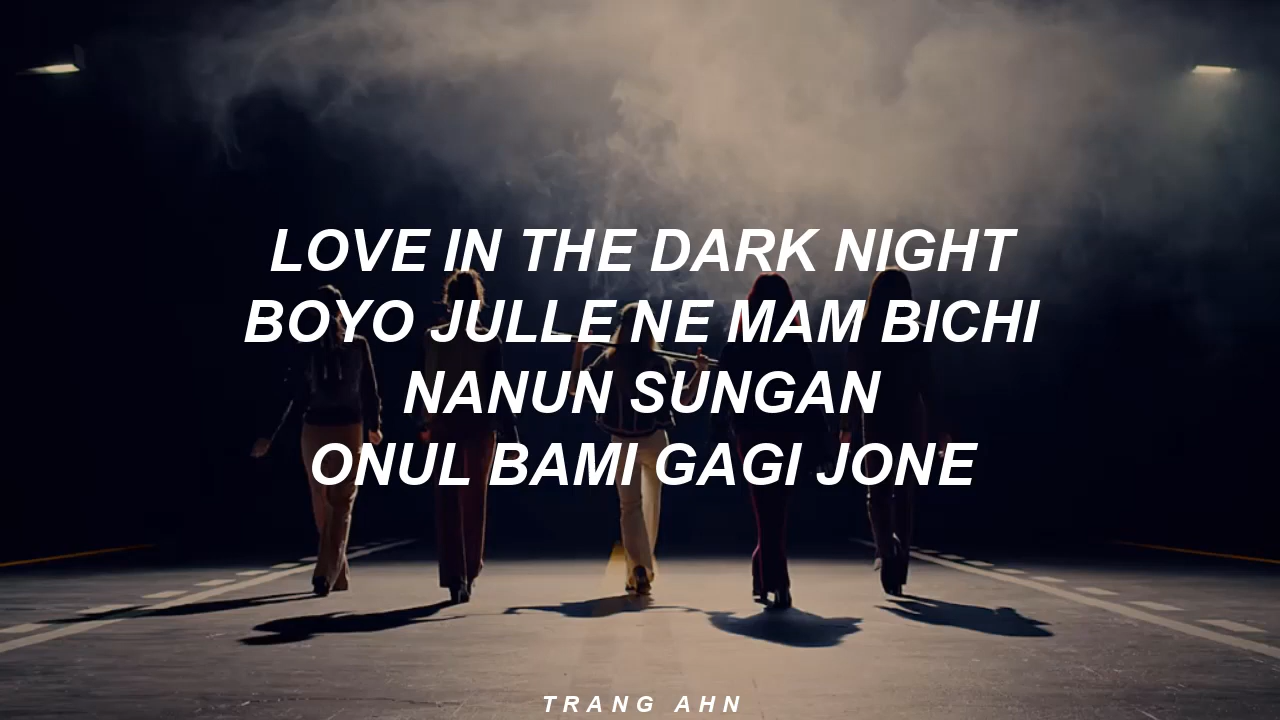 LOVE IN THE DARK NIGHT
BOYO JULLE NE MAM BICHI
NANUN SUNGAN
ONUL BAMI GAGI JONE
TRANG AHN